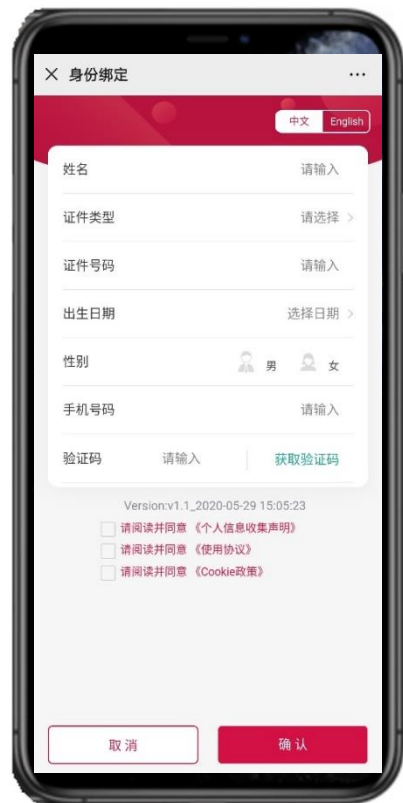 身份绑定
中文 English
姓名 请输入
证件类型 请选择
证件号码 请输入
出生日期 选择日期
性别 男 女
手机号码 请输入
验证码 请输入 获取验证码
Version:v1.1_2020-05-29 15:05:23
请阅读并同意 《个人信息收集声明》
请阅读并同意 《使用协议》
请阅读并同意 《Cookie政策》
取消 确认